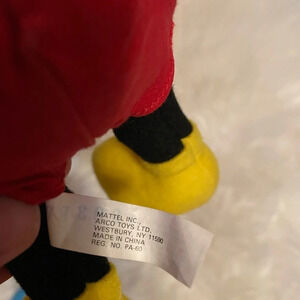 MATTEL INC.,
ARCO TOYS LTD.
WESTBURY, NY 11590
MADE IN CHINA
REG. NO. PA-60